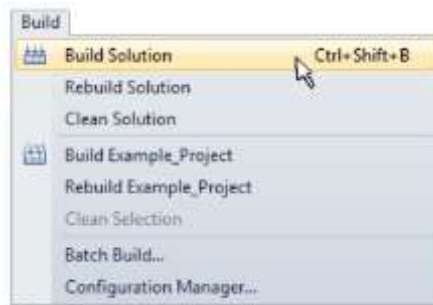 Build
Build Solution Ctrl+Shift+B
Rebuild Solution
Clean Solution
Build Example_Project
Rebuild Example_Project
Clean Selection
Batch Build...
Configuration Manager...